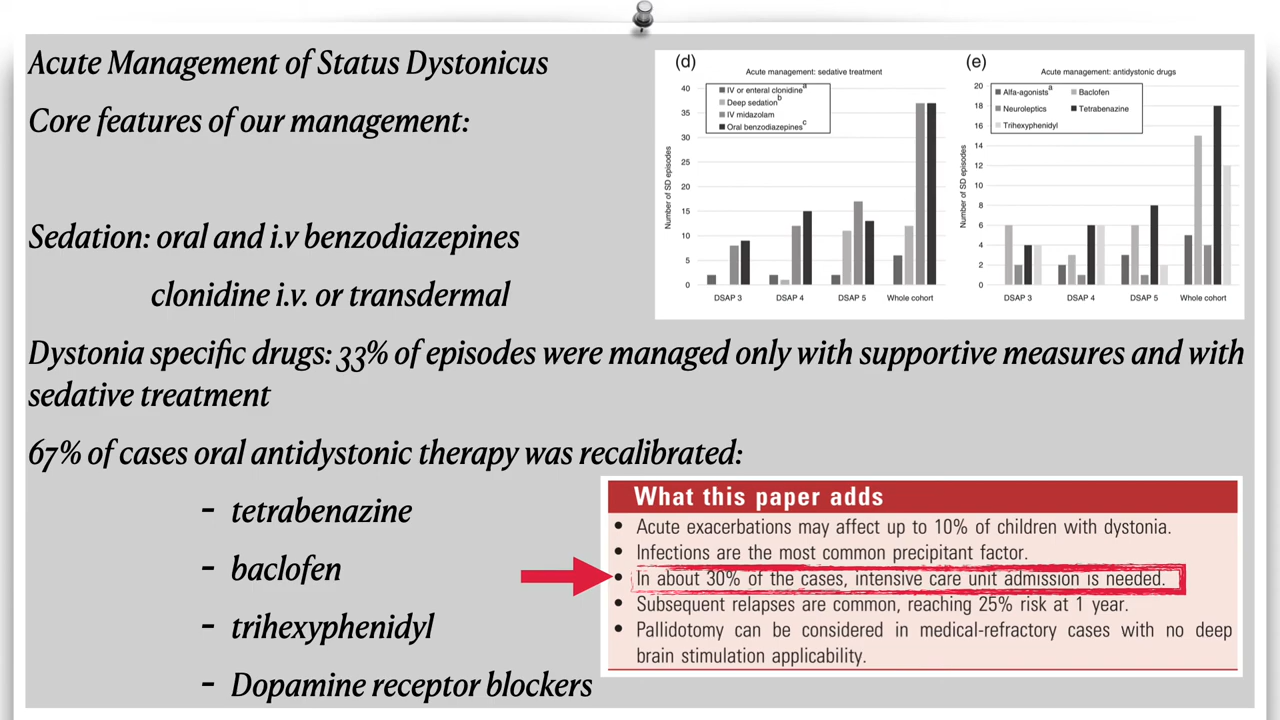 Acute Management of Status Dystonicus
Core features of our management:
Sedation: oral and i.v benzodiazepines
clonidine i.v. or transdermal
Dystonia specific drugs: 33% of episodes were managed only with supportive measures and with
sedative treatment
67% of cases oral antidystonic therapy was recalibrated:
- tetrabenazine
- baclofen
- trihexyphenidyl
- Dopamine receptor blockers
(d)
Acute management: sedative treatment
IV or enteral clonidine a
Deep sedation b
IV midazolam
Oral benzodiazepines c
Number of SD episodes
40
35
30
25
20
15
10
5
0
DSAP 3 DSAP 4 DSAP 5 Whole cohort
(e)
Acute management: antidystonic drugs
Alfa-agonists a Baclofen
Neuroleptics Tetrabenazine
Trihexyphenidyl
Number of SD episodes
20
18
16
14
12
10
8
6
4
2
0
DSAP 3 DSAP 4 DSAP 5 Whole cohort
What this paper adds
• Acute exacerbations may affect up to 10% of children with dystonia.
• Infections are the most common precipitant factor.
• In about 30% of the cases, intensive care unit admission is needed.
• Subsequent relapses are common, reaching 25% risk at 1 year.
• Pallidotomy can be considered in medical-refractory cases with no deep
brain stimulation applicability.